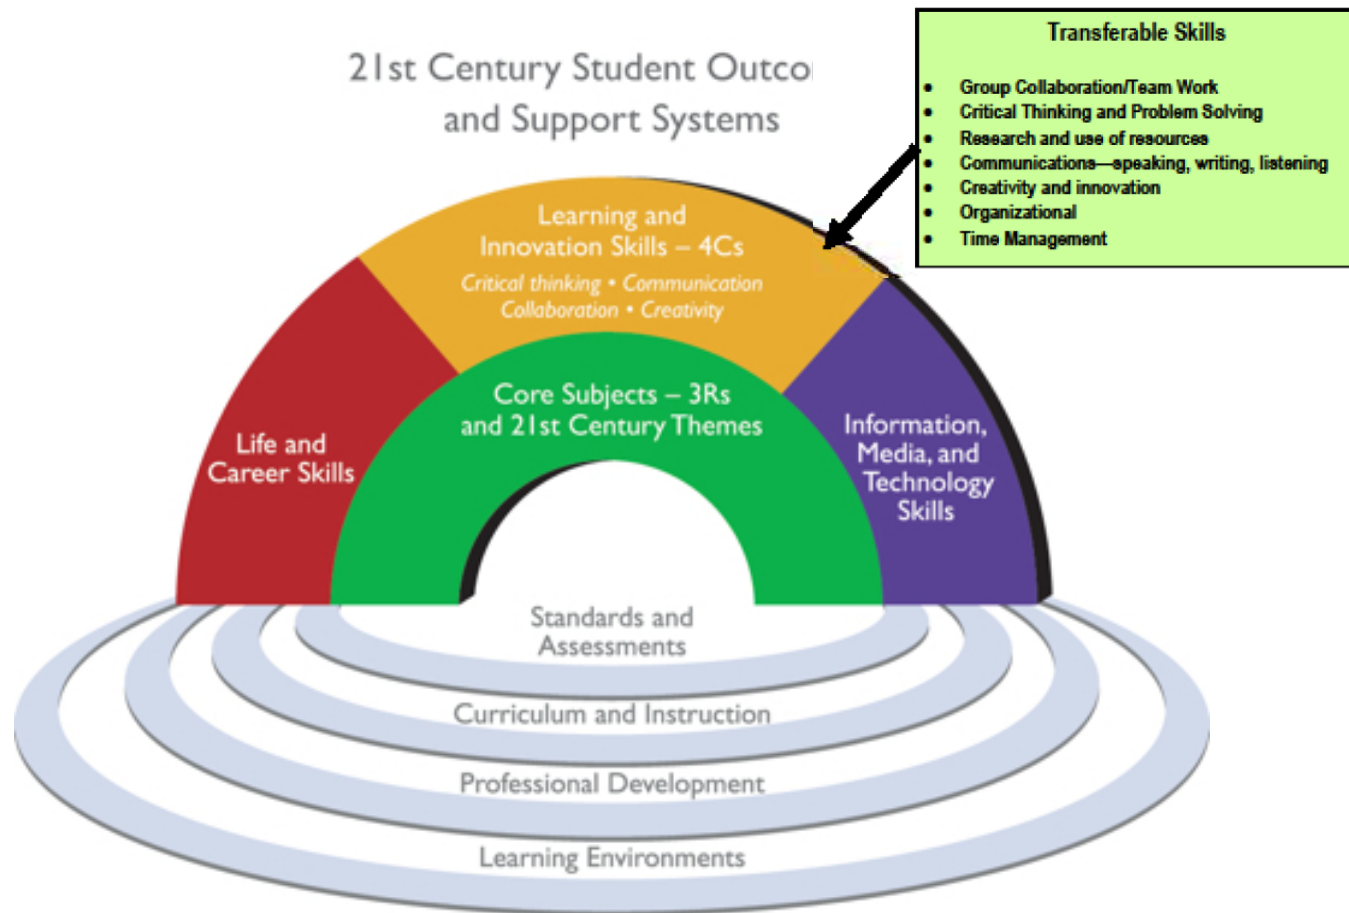 21st Century Student Outco
and Support Systems
Transferable Skills
• Group Collaboration/Team Work
• Critical Thinking and Problem Solving
• Research and use of resources
• Communications—speaking, writing, listening
• Creativity and innovation
• Organizational
• Time Management
Learning and
Innovation Skills – 4Cs
Critical thinking • Communication
Collaboration • Creativity
Core Subjects – 3Rs
and 21st Century Themes
Life and
Career Skills
Information,
Media, and
Technology
Skills
Standards and
Assessments
Curriculum and Instruction
Professional Development
Learning Environments